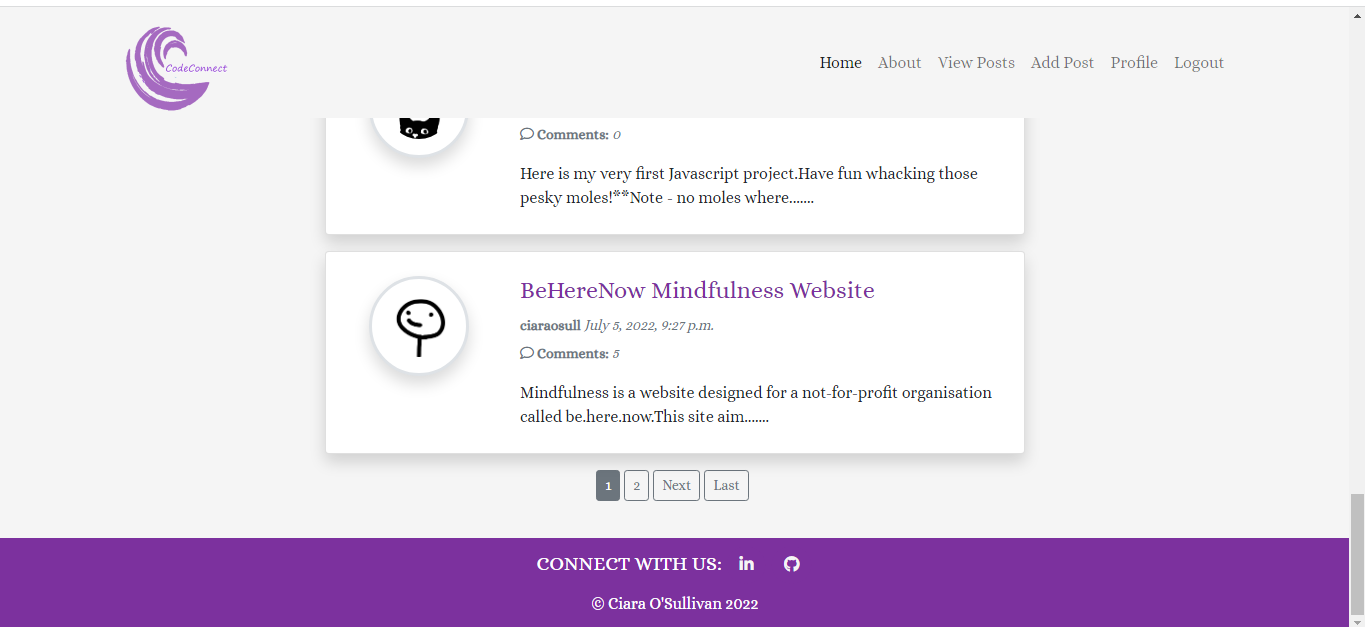 CodeConnect
Home About View Posts Add Post Profile Logout
Comments: 0
Here is my very first Javascript project.Have fun whacking those
pesky moles!**Note - no moles where.......
BeHereNow Mindfulness Website
ciaraosull July 5, 2022, 9:27 p.m.
Comments: 5
Mindfulness is a website designed for a not-for-profit organisation
called be.here.now.This site aim.......
1 2 Next Last
CONNECT WITH US: in
© Ciara O'Sullivan 2022